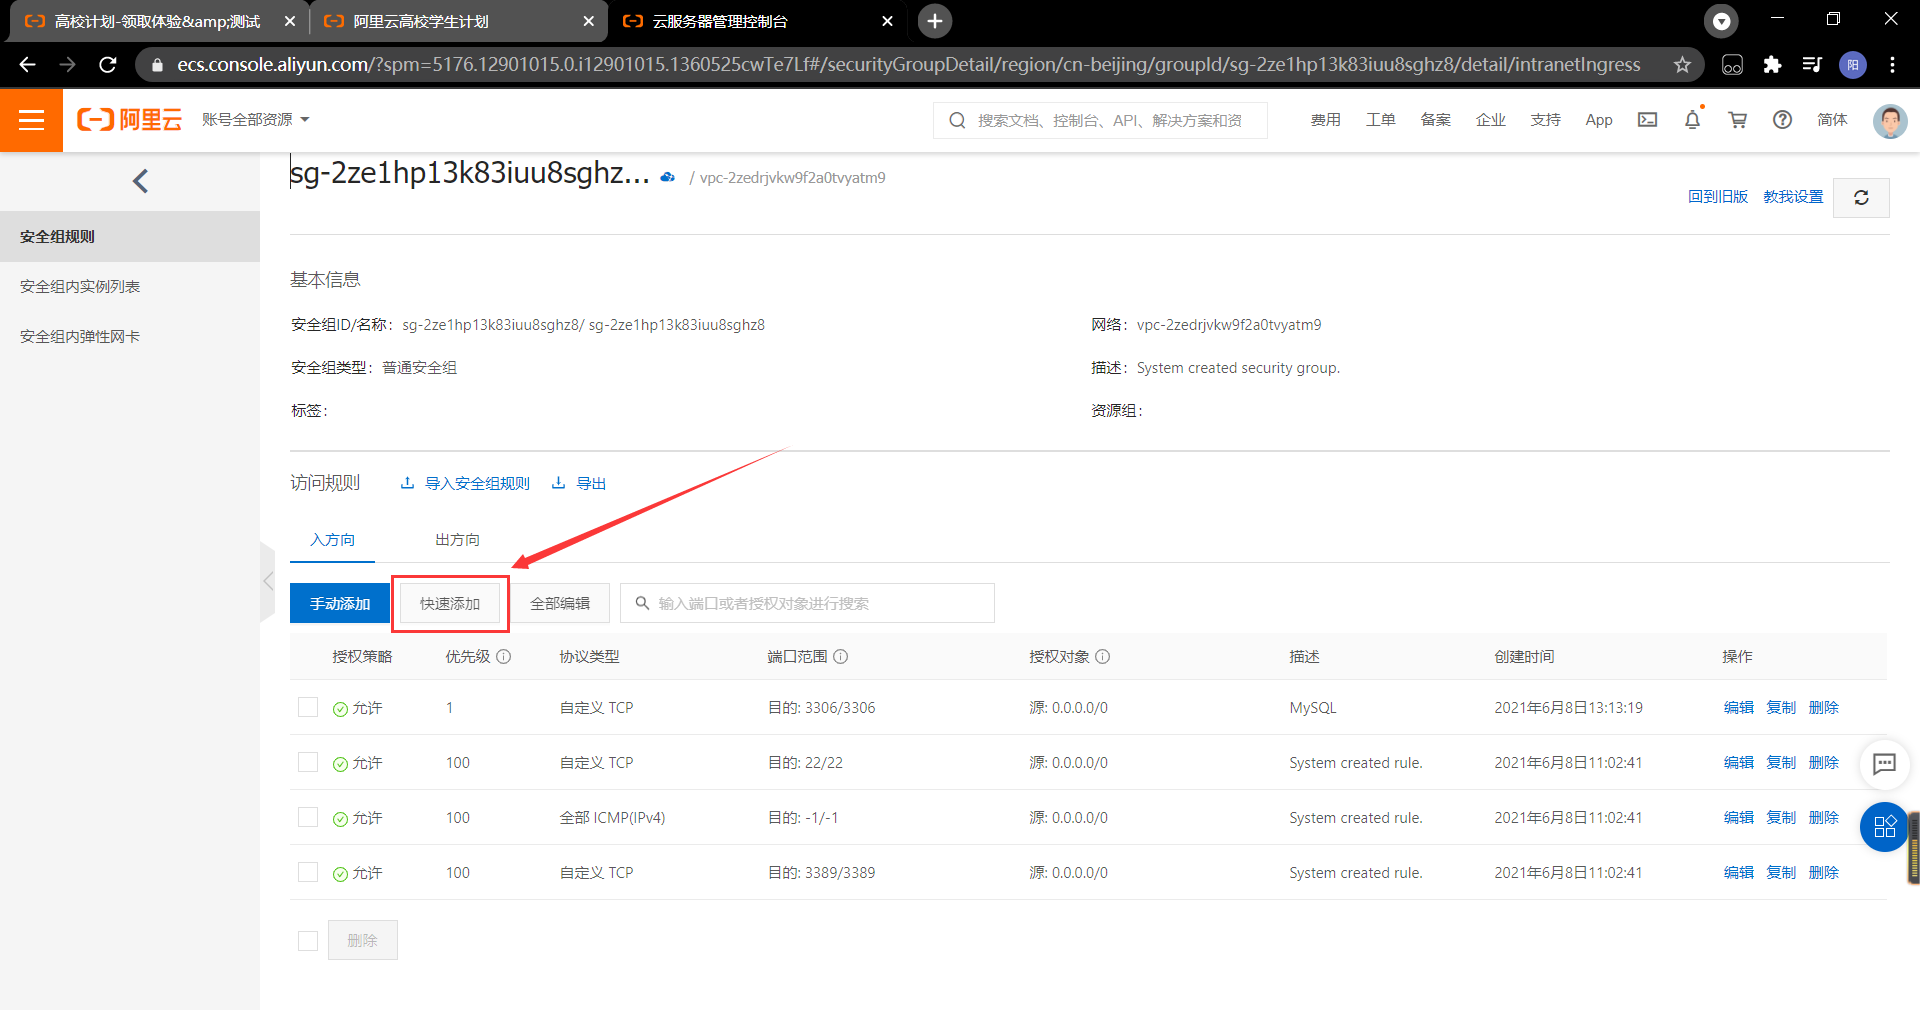 高校计划-领取体验&amp;测试
阿里云高校学生计划
云服务器管理控制台
ecs.console.aliyun.com/?spm=5176.12901015.0.i12901015.1360525cwTe7Lf#/securityGroupDetail/region/cn-beijing/groupId/sg-2ze1hp13k83iuu8sghz8/detail/intranetIngress
阳
阿里云
账号全部资源
搜索文档、控制台、API、解决方案和资
费用 工单 备案 企业 支持 App 简体
sg-2ze1hp13k83iuu8sghz... / vpc-2zedrjvkw9f2a0tvyatm9
回到旧版 教我设置
安全组规则
安全组内实例列表
安全组内弹性网卡
基本信息
安全组ID/名称: sg-2ze1hp13k83iuu8sghz8/ sg-2ze1hp13k83iuu8sghz8
网络: vpc-2zedrjvkw9f2a0tvyatm9
安全组类型: 普通安全组
描述: System created security group.
标签:
资源组:
访问规则 导入安全组规则 导出
入方向 出方向
手动添加 快速添加 全部编辑 输入端口或者授权对象进行搜索
授权策略 优先级 协议类型 端口范围 授权对象 描述 创建时间 操作
允许 1 自定义 TCP 目的: 3306/3306 源: 0.0.0.0/0 MySQL 2021年6月8日13:13:19 编辑 复制 删除
允许 100 自定义 TCP 目的: 22/22 源: 0.0.0.0/0 System created rule. 2021年6月8日11:02:41 编辑 复制 删除
允许 100 全部 ICMP(IPv4) 目的: -1/-1 源: 0.0.0.0/0 System created rule. 2021年6月8日11:02:41 编辑 复制 删除
允许 100 自定义 TCP 目的: 3389/3389 源: 0.0.0.0/0 System created rule. 2021年6月8日11:02:41 编辑 复制 删除
删除